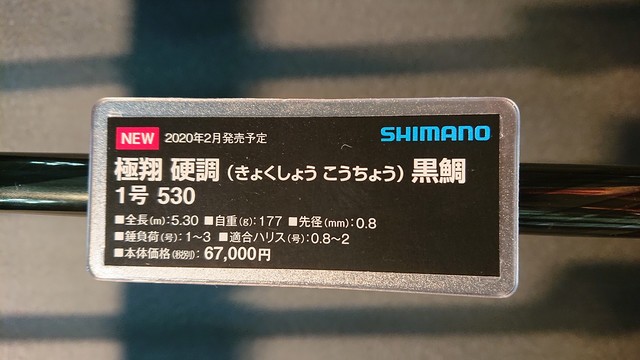 NEW 2020年2月発売予定 SHIMANO
極翔 硬調(きょくしょう こうちょう)黒鯛
1号 530
■全長(m):5.30 ■自重(g):177 ■先径(mm):0.8
■錘負荷(号):1～3 ■適合ハリス(号):0.8～2
■本体価格(税別):67,000円